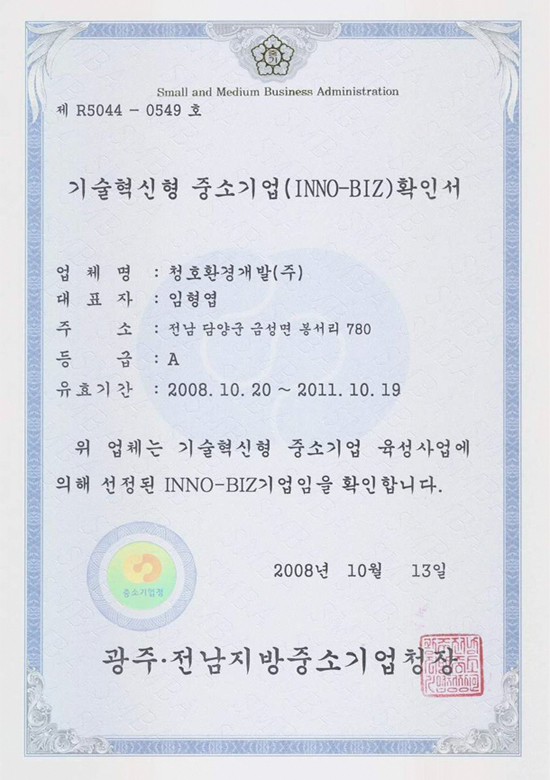 Small and Medium Business Administration
제 R5044 - 0549 호
기술혁신형 중소기업(INNO-BIZ)확인서
업체명 : 청호환경개발(주)
대표자 : 임형엽
주소 : 전남 담양군 금성면 봉서리 780
등급 : A
유효기간 : 2008. 10. 20 ~ 2011. 10. 19
위 업체는 기술혁신형 중소기업 육성사업에
의해 선정된 INNO-BIZ기업임을 확인합니다.
중소기업청
2008년 10월 13일
광주·전남지방중소기업청장